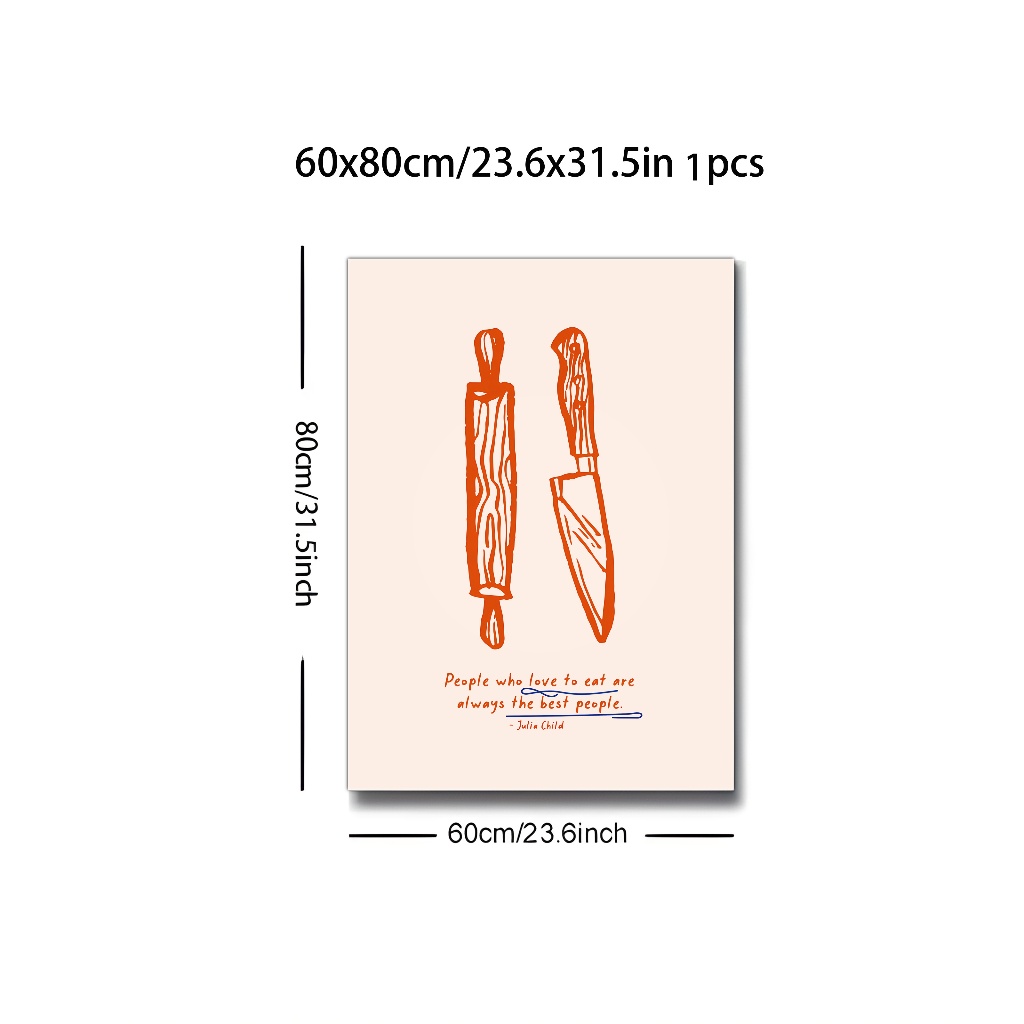 60x80cm/23.6x31.5in 1pcs
80cm/31.5inch
People who love to eat are
always the best people.
- Julia Child
60cm/23.6inch